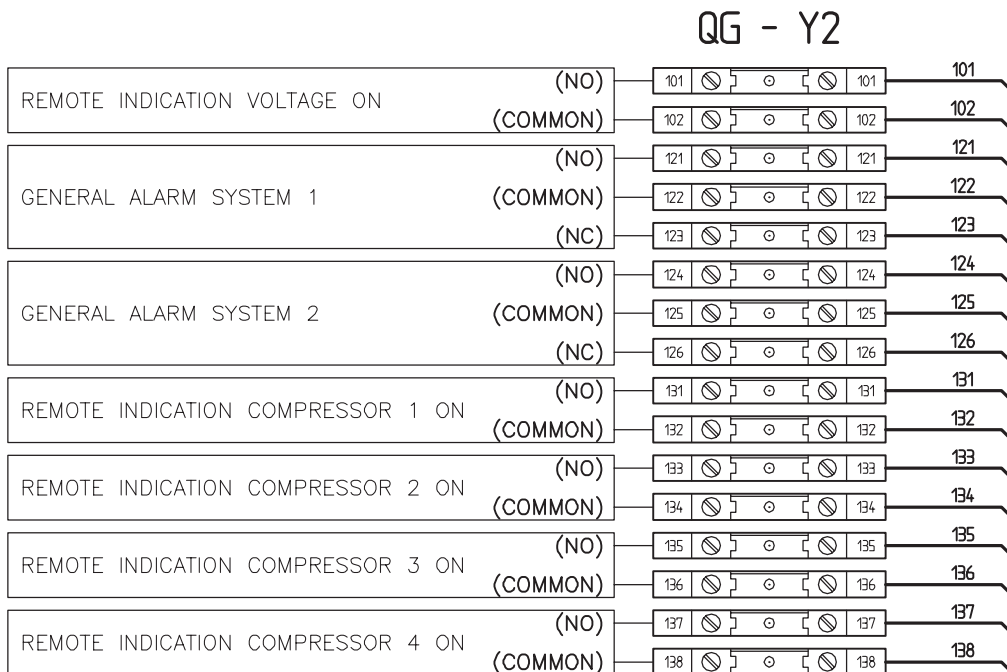 QG - Y2
(NO) 101 101 101
REMOTE INDICATION VOLTAGE ON
(COMMON) 102 102 102
(NO) 121 121 121
GENERAL ALARM SYSTEM 1 (COMMON) 122 122 122
(NC) 123 123 123
(NO) 124 124 124
GENERAL ALARM SYSTEM 2 (COMMON) 125 125 125
(NC) 126 126 126
(NO) 131 131 131
REMOTE INDICATION COMPRESSOR 1 ON
(COMMON) 132 132 132
(NO) 133 133 133
REMOTE INDICATION COMPRESSOR 2 ON
(COMMON) 134 134 134
(NO) 135 135 135
REMOTE INDICATION COMPRESSOR 3 ON
(COMMON) 136 136 136
(NO) 137 137 137
REMOTE INDICATION COMPRESSOR 4 ON
(COMMON) 138 138 138